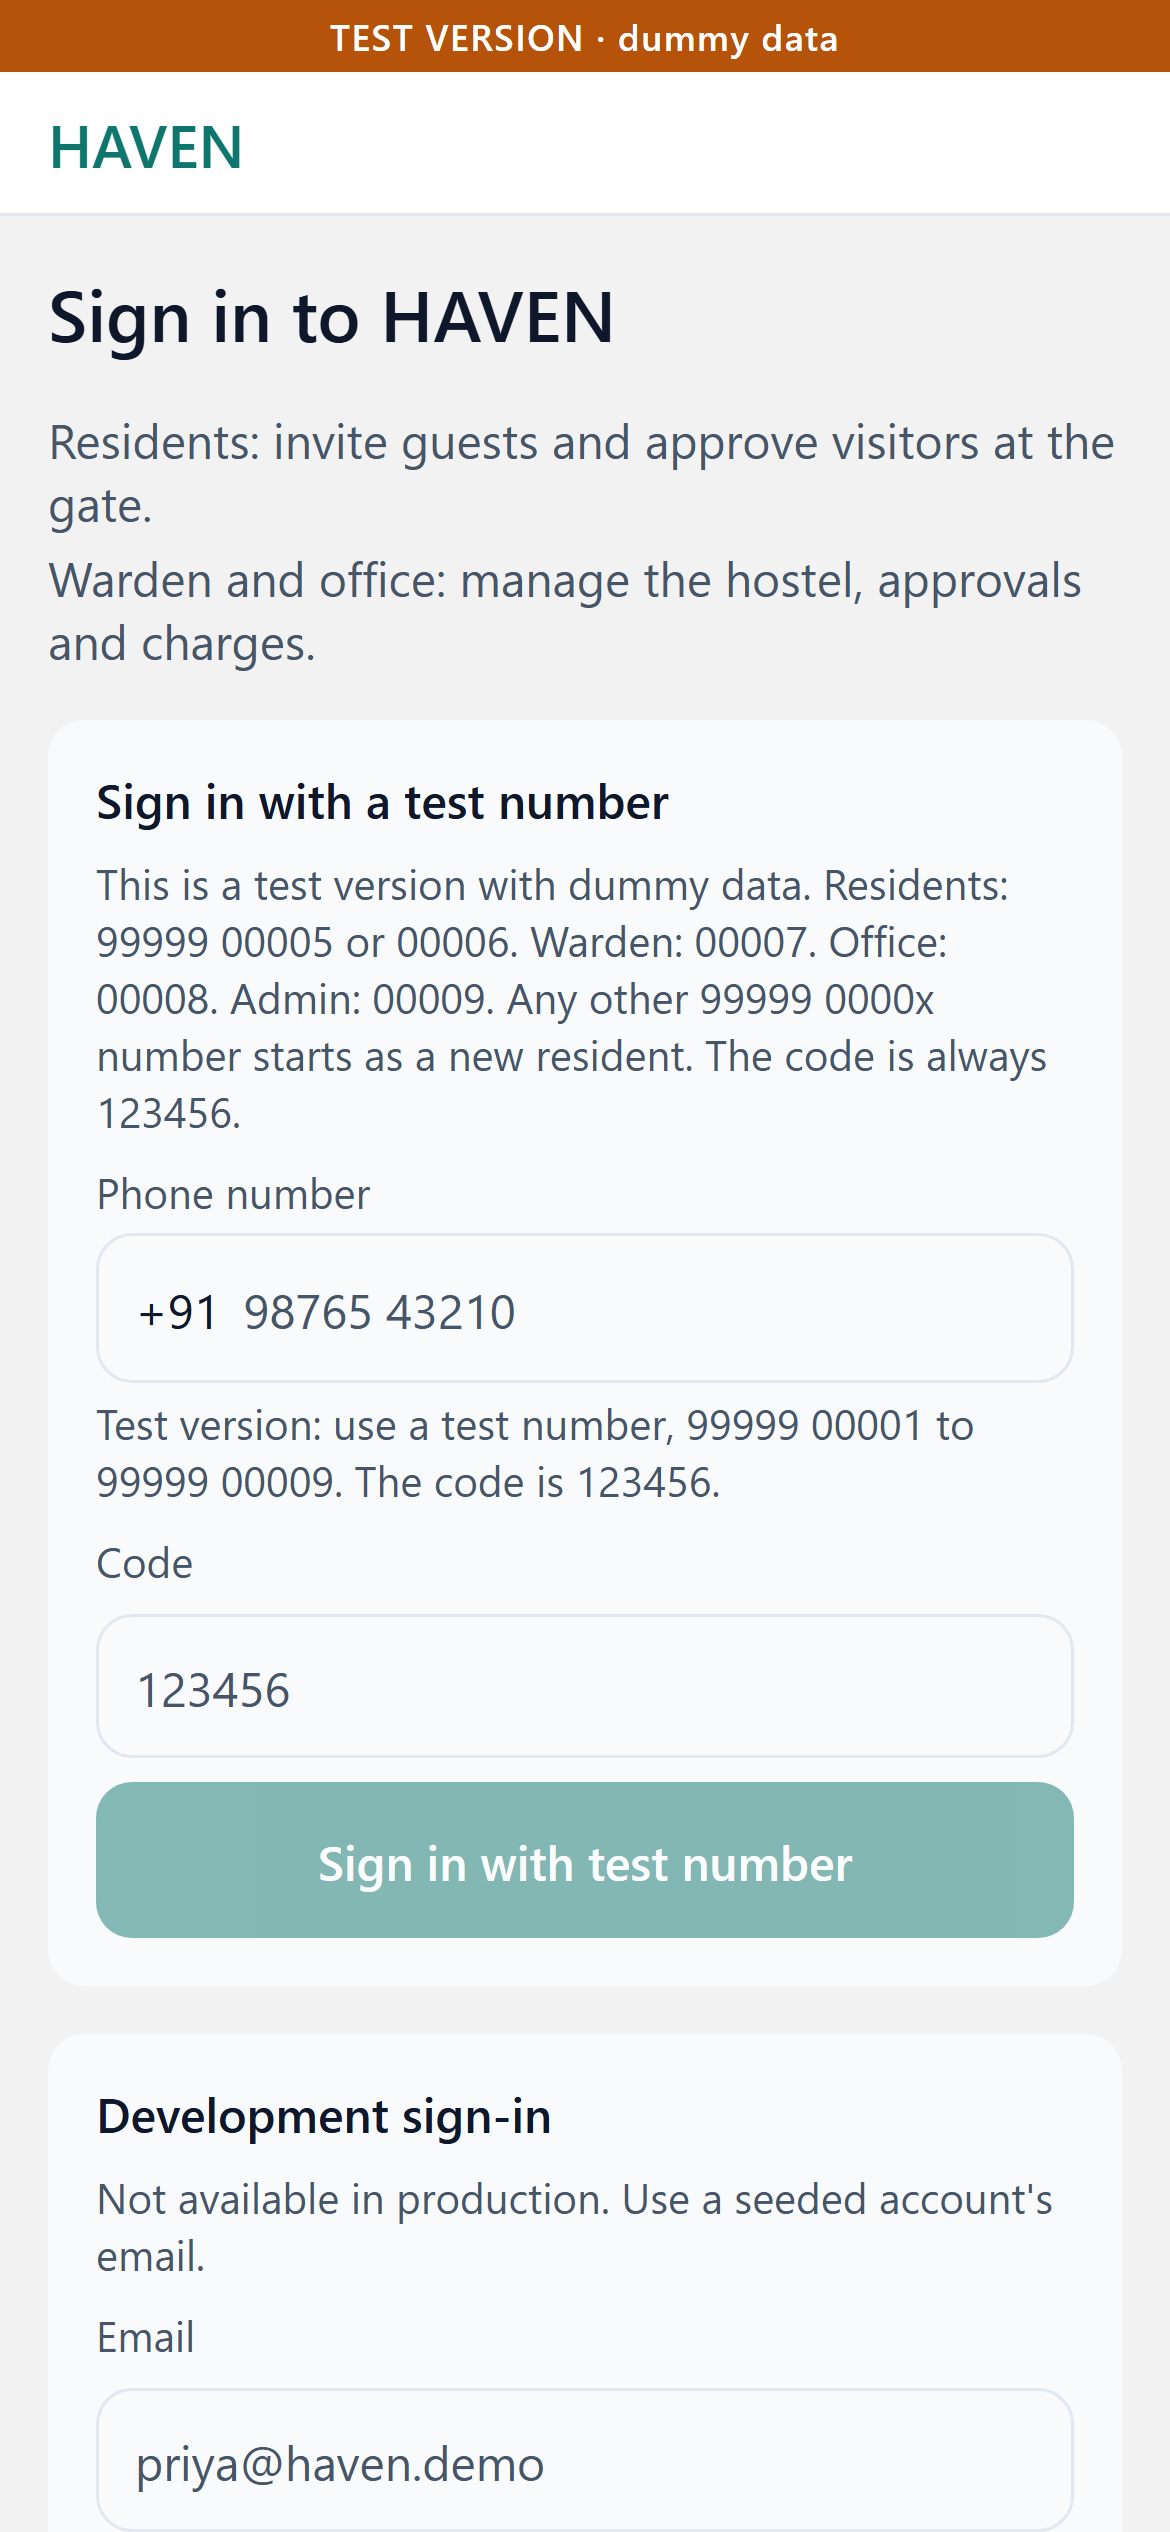 TEST VERSION · dummy data
HAVEN
Sign in to HAVEN
Residents: invite guests and approve visitors at the
gate.
Warden and office: manage the hostel, approvals
and charges.
Sign in with a test number
This is a test version with dummy data. Residents:
99999 00005 or 00006. Warden: 00007. Office:
00008. Admin: 00009. Any other 99999 0000x
number starts as a new resident. The code is always
123456.
Phone number
+91 98765 43210
Test version: use a test number, 99999 00001 to
99999 00009. The code is 123456.
Code
123456
Sign in with test number
Development sign-in
Not available in production. Use a seeded account's
email.
Email
priya@haven.demo